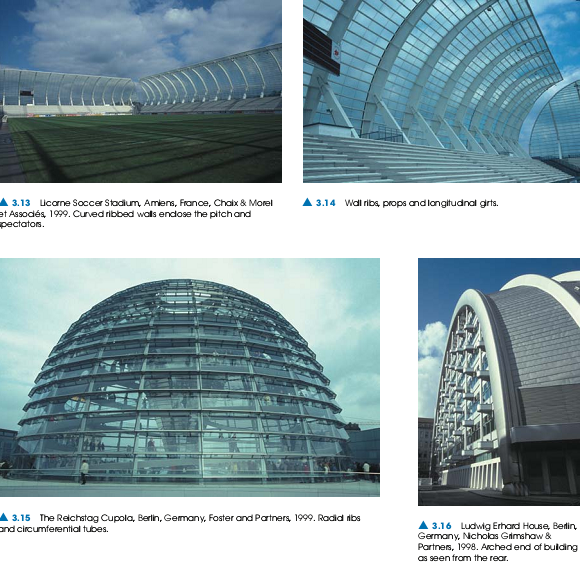 ▲ 3.13 Licorne Soccer Stadium, Amiens, France, Chaix & Morel
et Associés, 1999. Curved ribbed walls enclose the pitch and
spectators.
▲ 3.14 Wall ribs, props and longitudinal girts.
▲ 3.15 The Reichstag Cupola, Berlin, Germany, Foster and Partners, 1999. Radial ribs
and circumferential tubes.
▲ 3.16 Ludwig Erhard House, Berlin,
Germany, Nicholas Grimshaw &
Partners, 1998. Arched end of building
as seen from the rear.